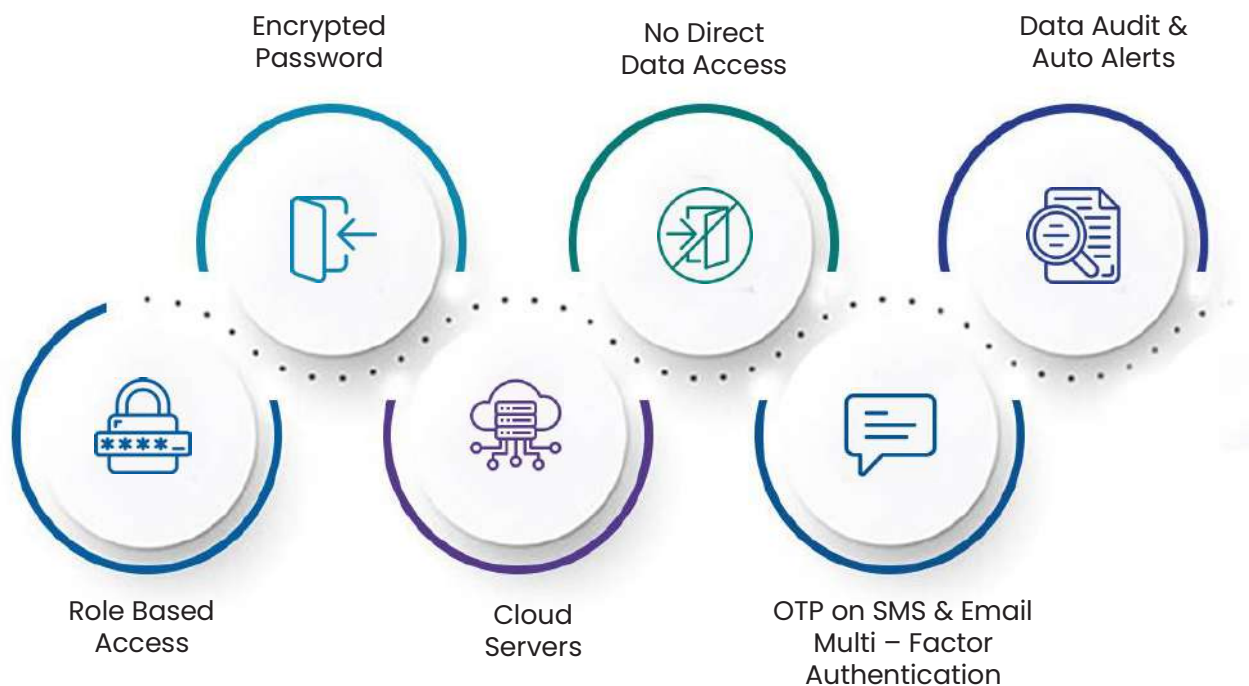 Encrypted
Password
No Direct
Data Access
Data Audit &
Auto Alerts
****_
Role Based
Access
Cloud
Servers
OTP on SMS & Email
Multi – Factor
Authentication